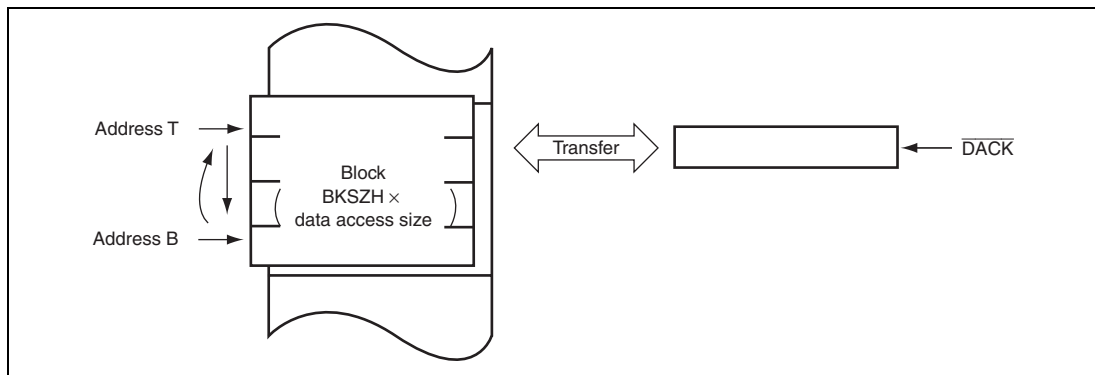 Address T
Block
BKSZH ×
data access size
Address B
Transfer
DACK